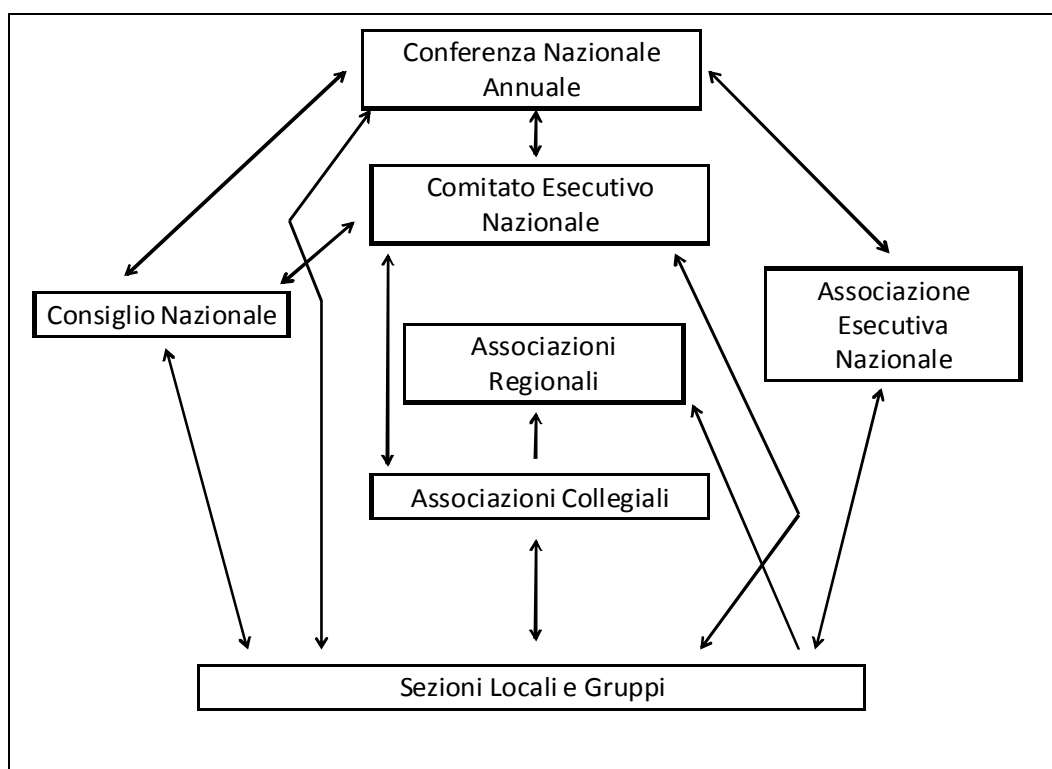 Conferenza Nazionale
Annuale
Comitato Esecutivo
Nazionale
Consiglio Nazionale
Associazione
Esecutiva
Nazionale
Associazioni
Regionali
Associazioni Collegiali
Sezioni Locali e Gruppi